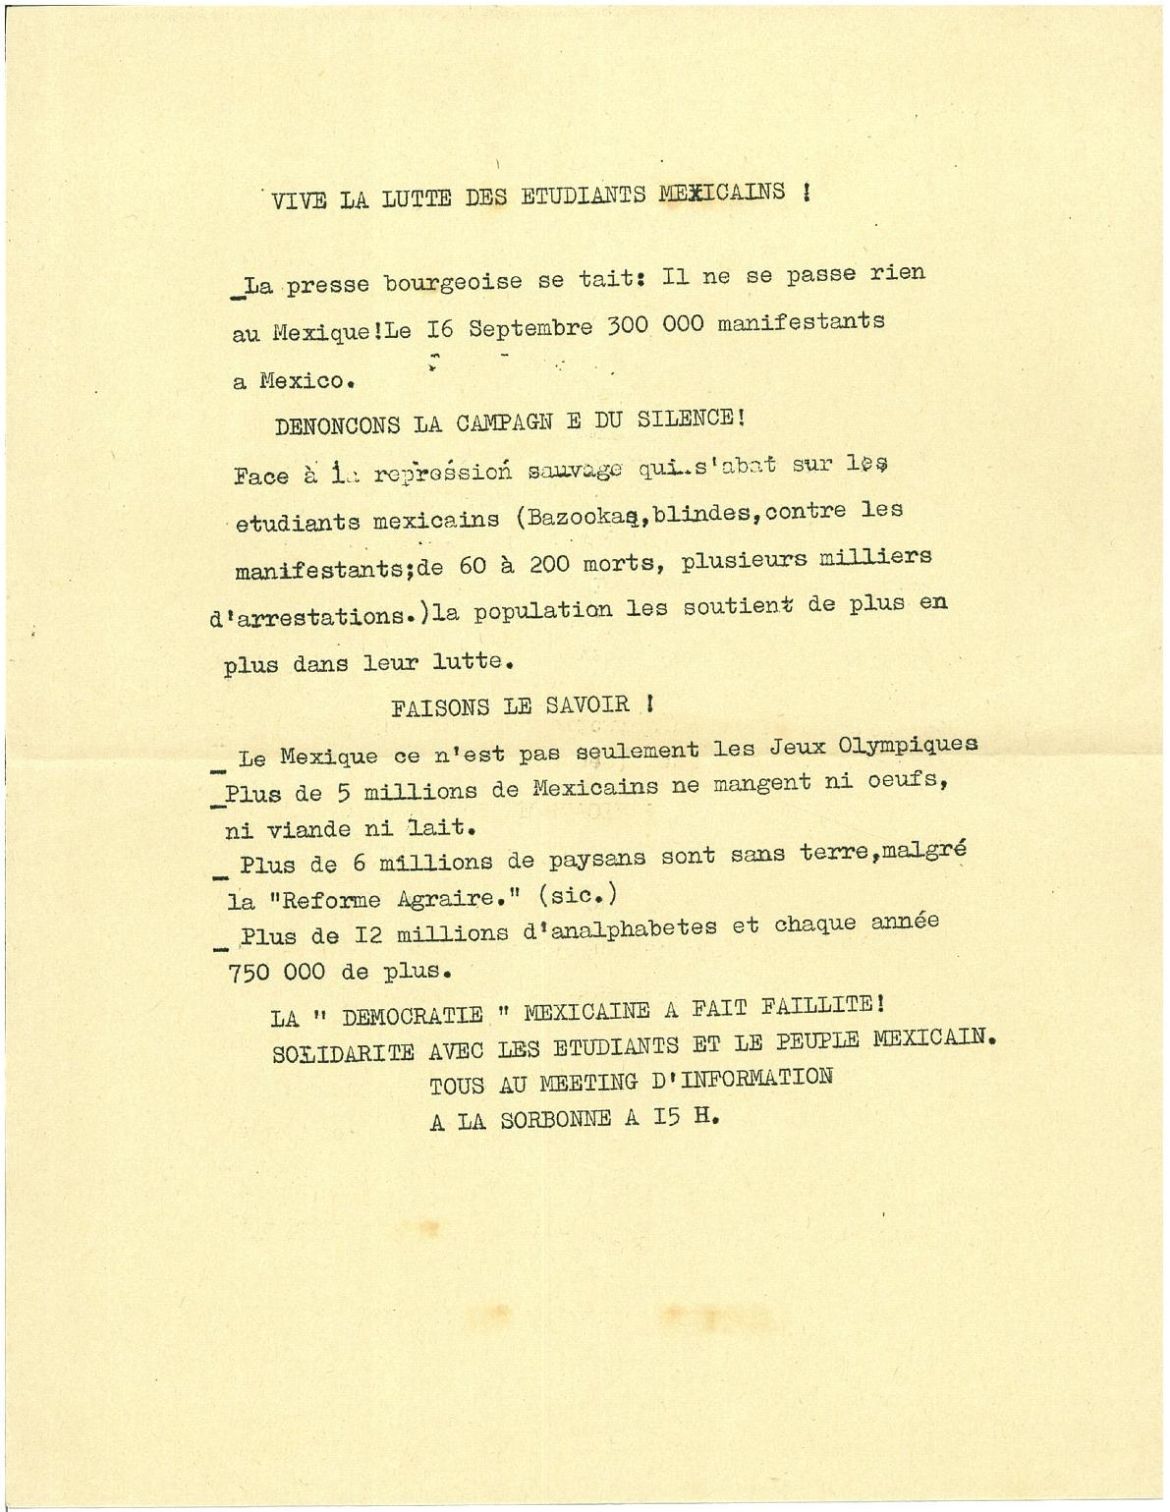 VIVE LA LUTTE DES ETUDIANTS MEXICAINS !
_La presse bourgeoise se tait: Il ne se passe rien
au Mexique!Le I6 Septembre 300 000 manifestants
a Mexico.
DENONCONS LA CAMPAGN E DU SILENCE!
Face à la repression sauvage qui..s'abat sur les
etudiants mexicains (Bazookas,blindes,contre les
manifestants;de 60 à 200 morts, plusieurs milliers
d'arrestations.)la population les soutient de plus en
plus dans leur lutte.
FAISONS LE SAVOIR !
_ Le Mexique ce n'est pas seulement les Jeux Olympiques
_Plus de 5 millions de Mexicains ne mangent ni oeufs,
ni viande ni lait.
_ Plus de 6 millions de paysans sont sans terre,malgré
la "Reforme Agraire." (sic.)
_ Plus de I2 millions d'analphabetes et chaque année
750 000 de plus.
LA " DEMOCRATIE " MEXICAINE A FAIT FAILLITE!
SOLIDARITE AVEC LES ETUDIANTS ET LE PEUPLE MEXICAIN.
TOUS AU MEETING D'INFORMATION
A LA SORBONNE A I5 H.